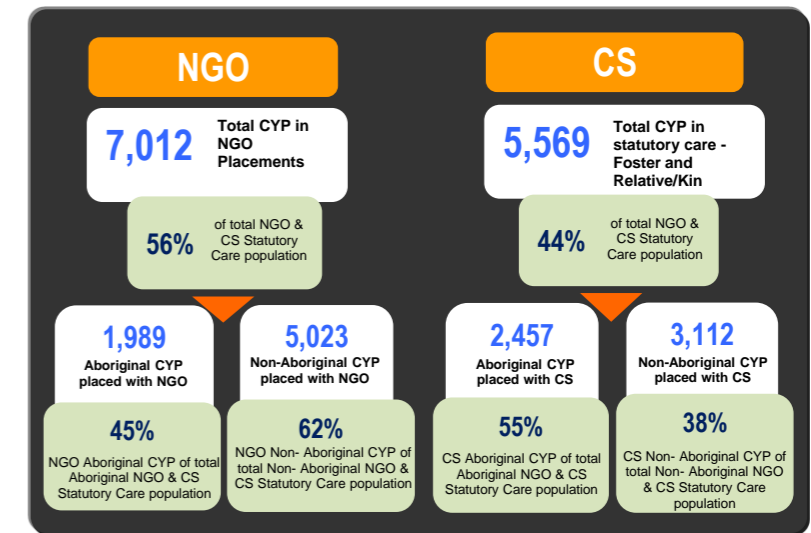 NGO
7,012
Total CYP in
NGO
Placements
56%
of total NGO &
CS Statutory
Care population
1,989
Aboriginal CYP
placed with NGO
45%
NGO Aboriginal CYP of total
Aboriginal NGO & CS
Statutory Care population
5,023
Non-Aboriginal CYP
placed with NGO
62%
NGO Non- Aboriginal CYP of
total Non- Aboriginal NGO &
CS Statutory Care population
CS
5,569
Total CYP in
statutory care -
Foster and
Relative/Kin
44%
of total NGO &
CS Statutory
Care population
2,457
Aboriginal CYP
placed with CS
55%
CS Aboriginal CYP of total
Aboriginal NGO & CS
Statutory Care population
3,112
Non-Aboriginal CYP
placed with CS
38%
CS Non- Aboriginal CYP of
total Non- Aboriginal NGO
& CS Statutory Care
population